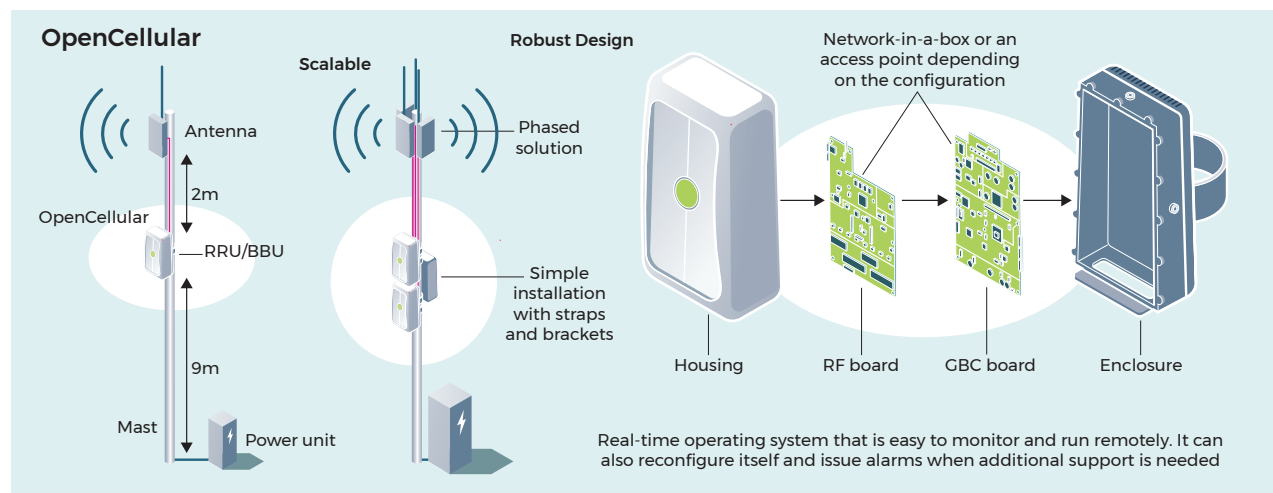 OpenCellular
Antenna
2m
OpenCellular
RRU/BBU
9m
Mast
Power unit
Scalable
Robust Design
Phased
solution
Simple
installation
with straps
and brackets
Network-in-a-box or an
access point depending
on the configuration
Housing
RF board
GBC board
Enclosure
Real-time operating system that is easy to monitor and run remotely. It can
also reconfigure itself and issue alarms when additional support is needed